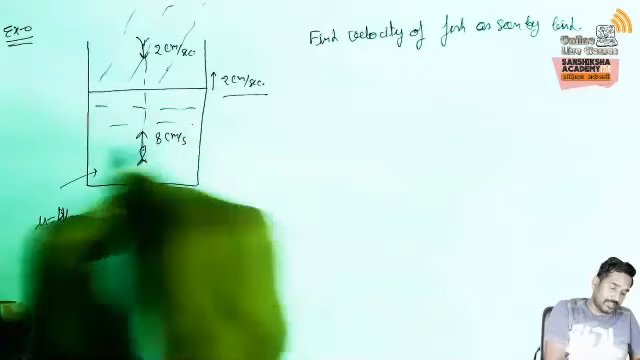 Ex-0
Find velocity of fish as seen by bird.
2 cm/sec
2 cm/sec.
8 cm/s
Online
Live Classes
SANSHIKSHA
ACADEMY